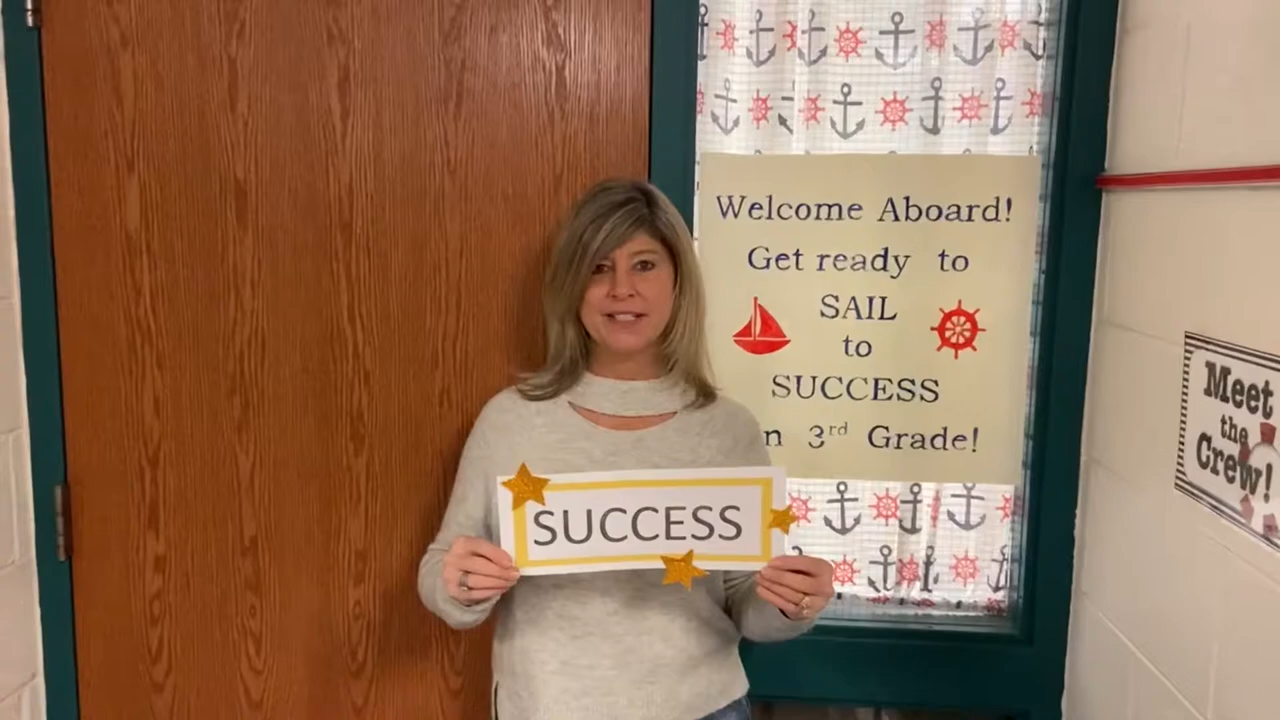 Welcome Aboard!
Get ready to
SAIL
to
SUCCESS
n 3rd Grade!
SUCCESS
Meet
the
Crew!